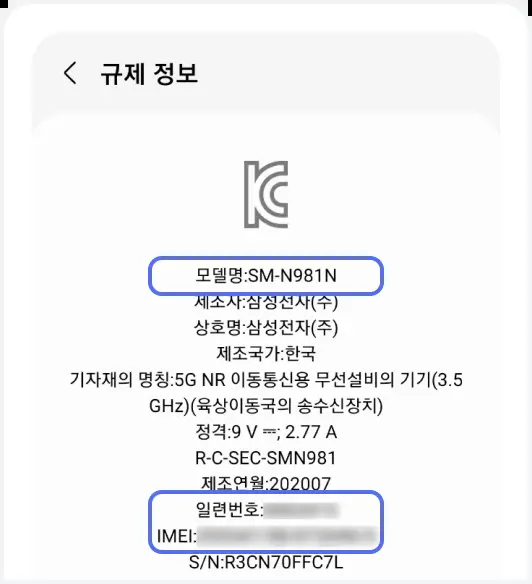 규제 정보
모델명:SM-N981N
제조사:삼성전자(주)
상호명:삼성전자(주)
제조국가:한국
기자재의 명칭:5G NR 이동통신용 무선설비의 기기(3.5
GHz)(육상이동국의 송수신장치)
정격:9 V ⎓; 2.77 A
R-C-SEC-SMN981
제조연월:202007
일련번호:
IMEI:
S/N:R3CN70FFC7L